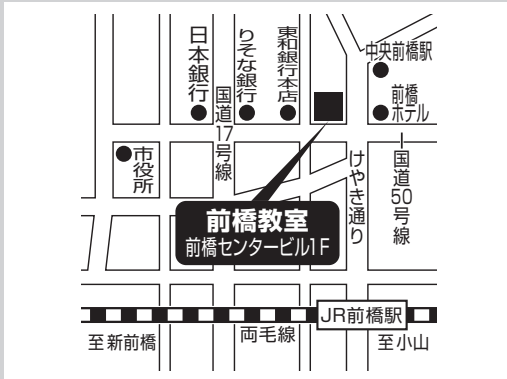 日本銀行
りそな銀行
東和銀行本店
中央前橋駅
前橋
ホテル
国道17号線
市役所
けやき通り
国道50号線
前橋教室
前橋センタービル1F
JR前橋駅
至新前橋
両毛線
至小山